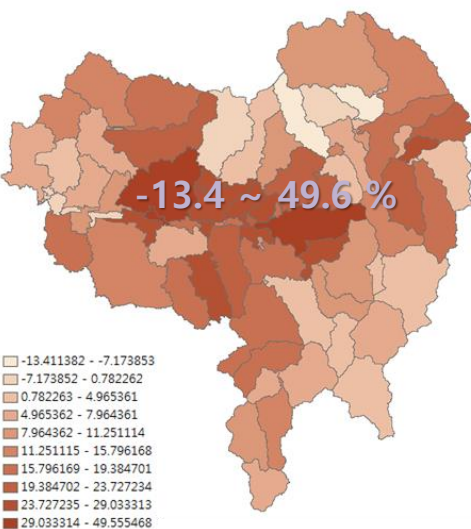 -13.4 ~ 49.6 %
-13.411382 - -7.173853
-7.173852 - 0.782262
0.782263 - 4.965361
4.965362 - 7.964361
7.964362 - 11.251114
11.251115 - 15.796168
15.796169 - 19.384701
19.384702 - 23.727234
23.727235 - 29.033313
29.033314 - 49.555468